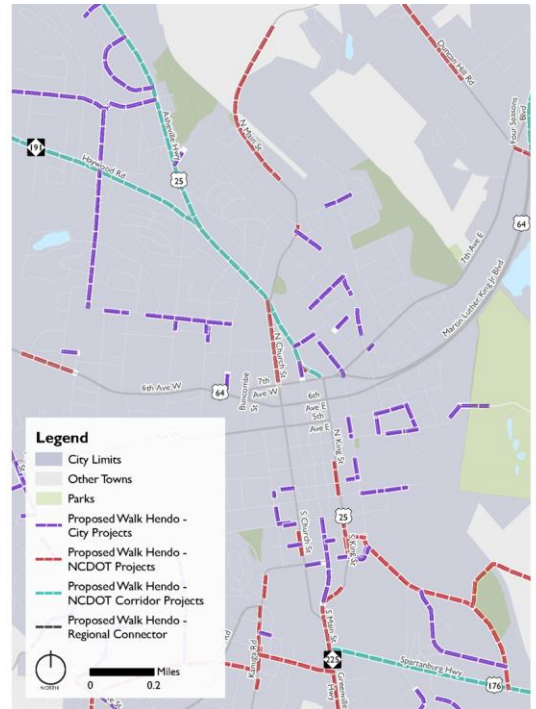 Duncan Hill Rd
N Main St
Four Seasons Blvd
Asheville Hwy
191
Haywood Rd
25
64
7th Ave E
Martin Luther King Jr. Blvd
N Church St
6th Ave W
64
Buncombe St
7th Ave W
6th Ave E
5th Ave E
N King St
Legend
City Limits
Other Towns
Parks
Proposed Walk Hendo -
City Projects
Proposed Walk Hendo -
NCDOT Projects
Proposed Walk Hendo -
NCDOT Corridor Projects
Proposed Walk Hendo -
Regional Connector
NORTH
Miles
0
0.2
25
S Church St
S King St
S Main St
Kanuga Rd
225
Spartanburg Hwy
176
Greenville Hwy